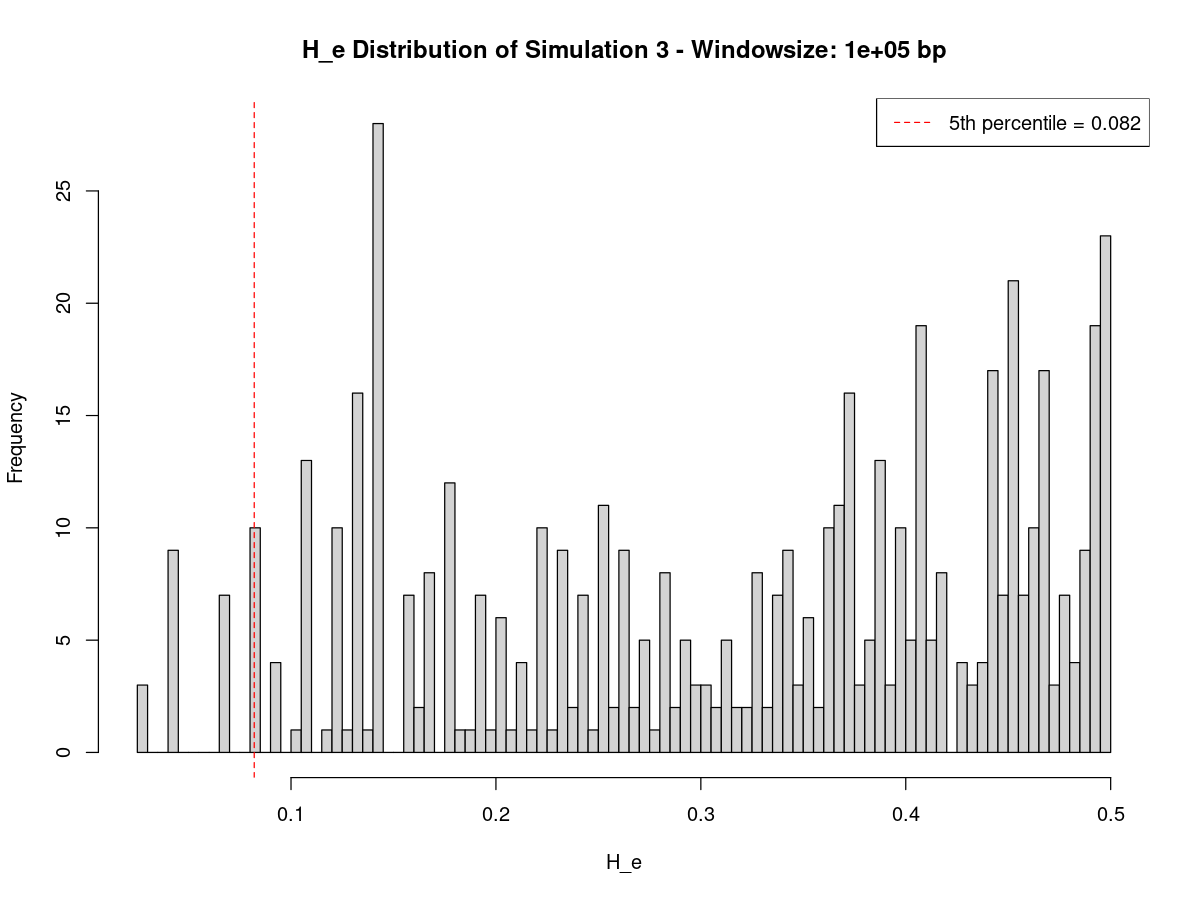 H_e Distribution of Simulation 3 - Windowsize: 1e+05 bp
5th percentile = 0.082
Frequency
25
20
15
10
5
0
0.1 0.2 0.3 0.4 0.5
H_e